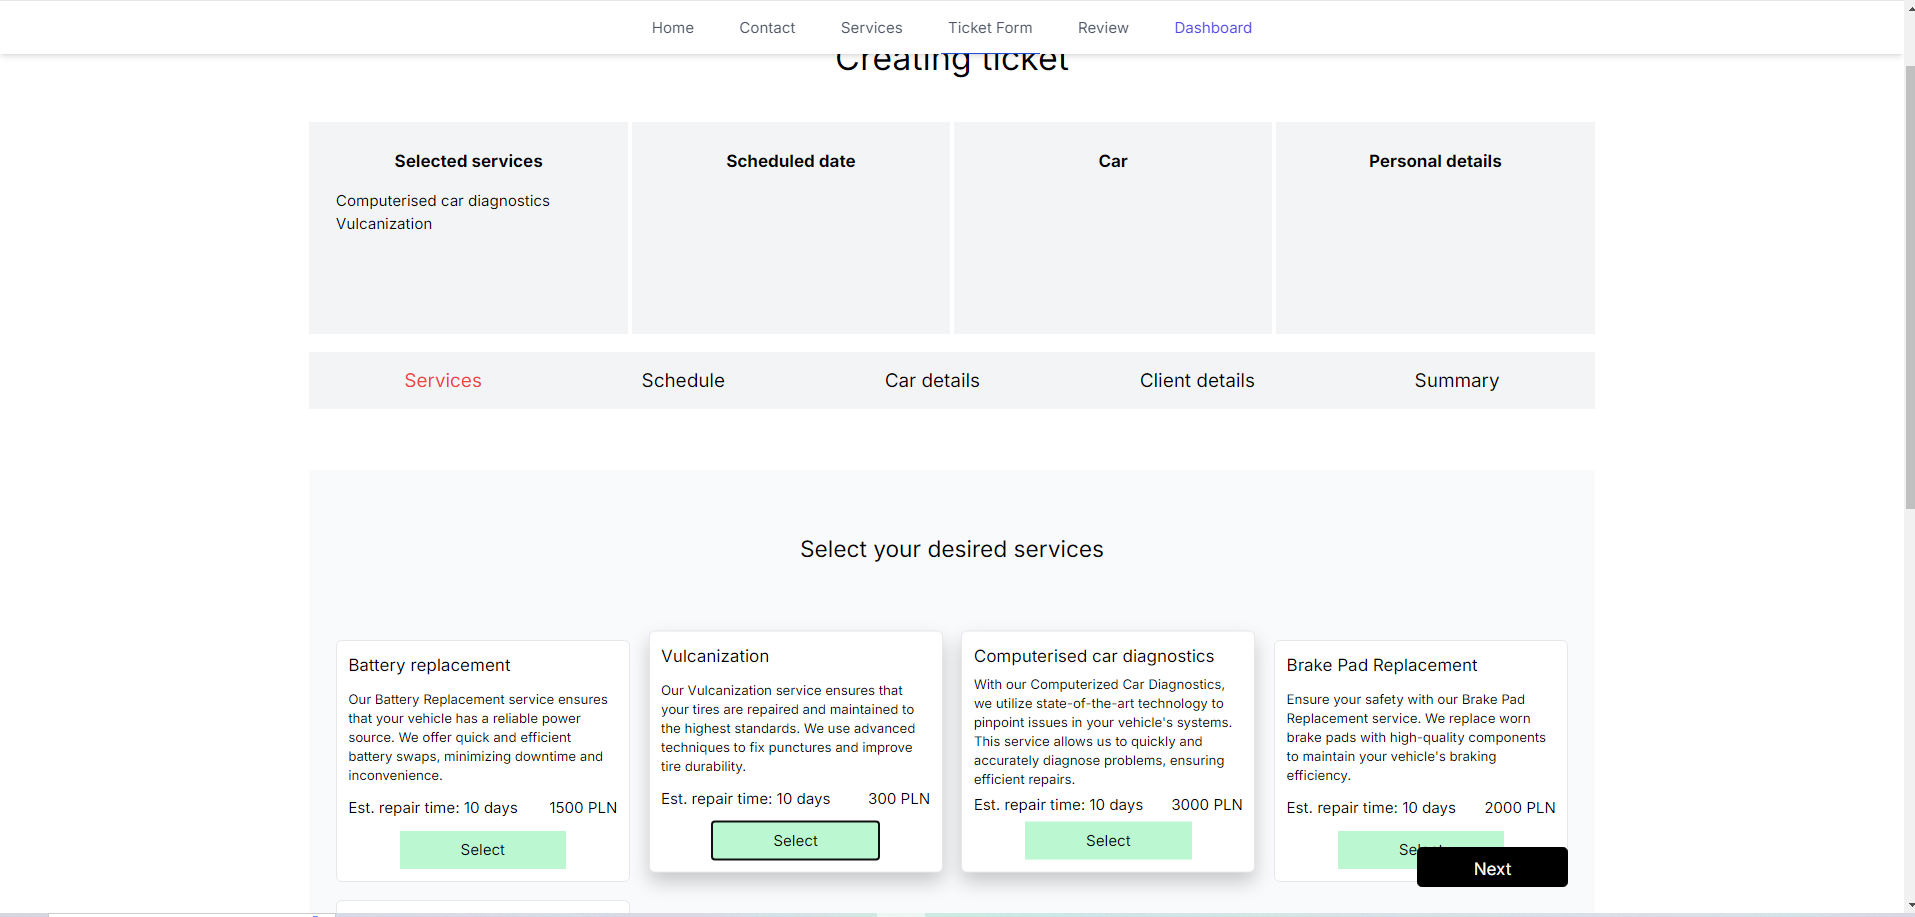 Home Contact Services Ticket Form Review Dashboard
Creating ticket
Selected services
Computerised car diagnostics
Vulcanization
Scheduled date
Car
Personal details
Services Schedule Car details Client details Summary
Select your desired services
Battery replacement
Our Battery Replacement service ensures
that your vehicle has a reliable power
source. We offer quick and efficient
battery swaps, minimizing downtime and
inconvenience.
Est. repair time: 10 days 1500 PLN
Select
Vulcanization
Our Vulcanization service ensures that
your tires are repaired and maintained to
the highest standards. We use advanced
techniques to fix punctures and improve
tire durability.
Est. repair time: 10 days 300 PLN
Select
Computerised car diagnostics
With our Computerized Car Diagnostics,
we utilize state-of-the-art technology to
pinpoint issues in your vehicle's systems.
This service allows us to quickly and
accurately diagnose problems, ensuring
efficient repairs.
Est. repair time: 10 days 3000 PLN
Select
Brake Pad Replacement
Ensure your safety with our Brake Pad
Replacement service. We replace worn
brake pads with high-quality components
to maintain your vehicle's braking
efficiency.
Est. repair time: 10 days 2000 PLN
Select
Next